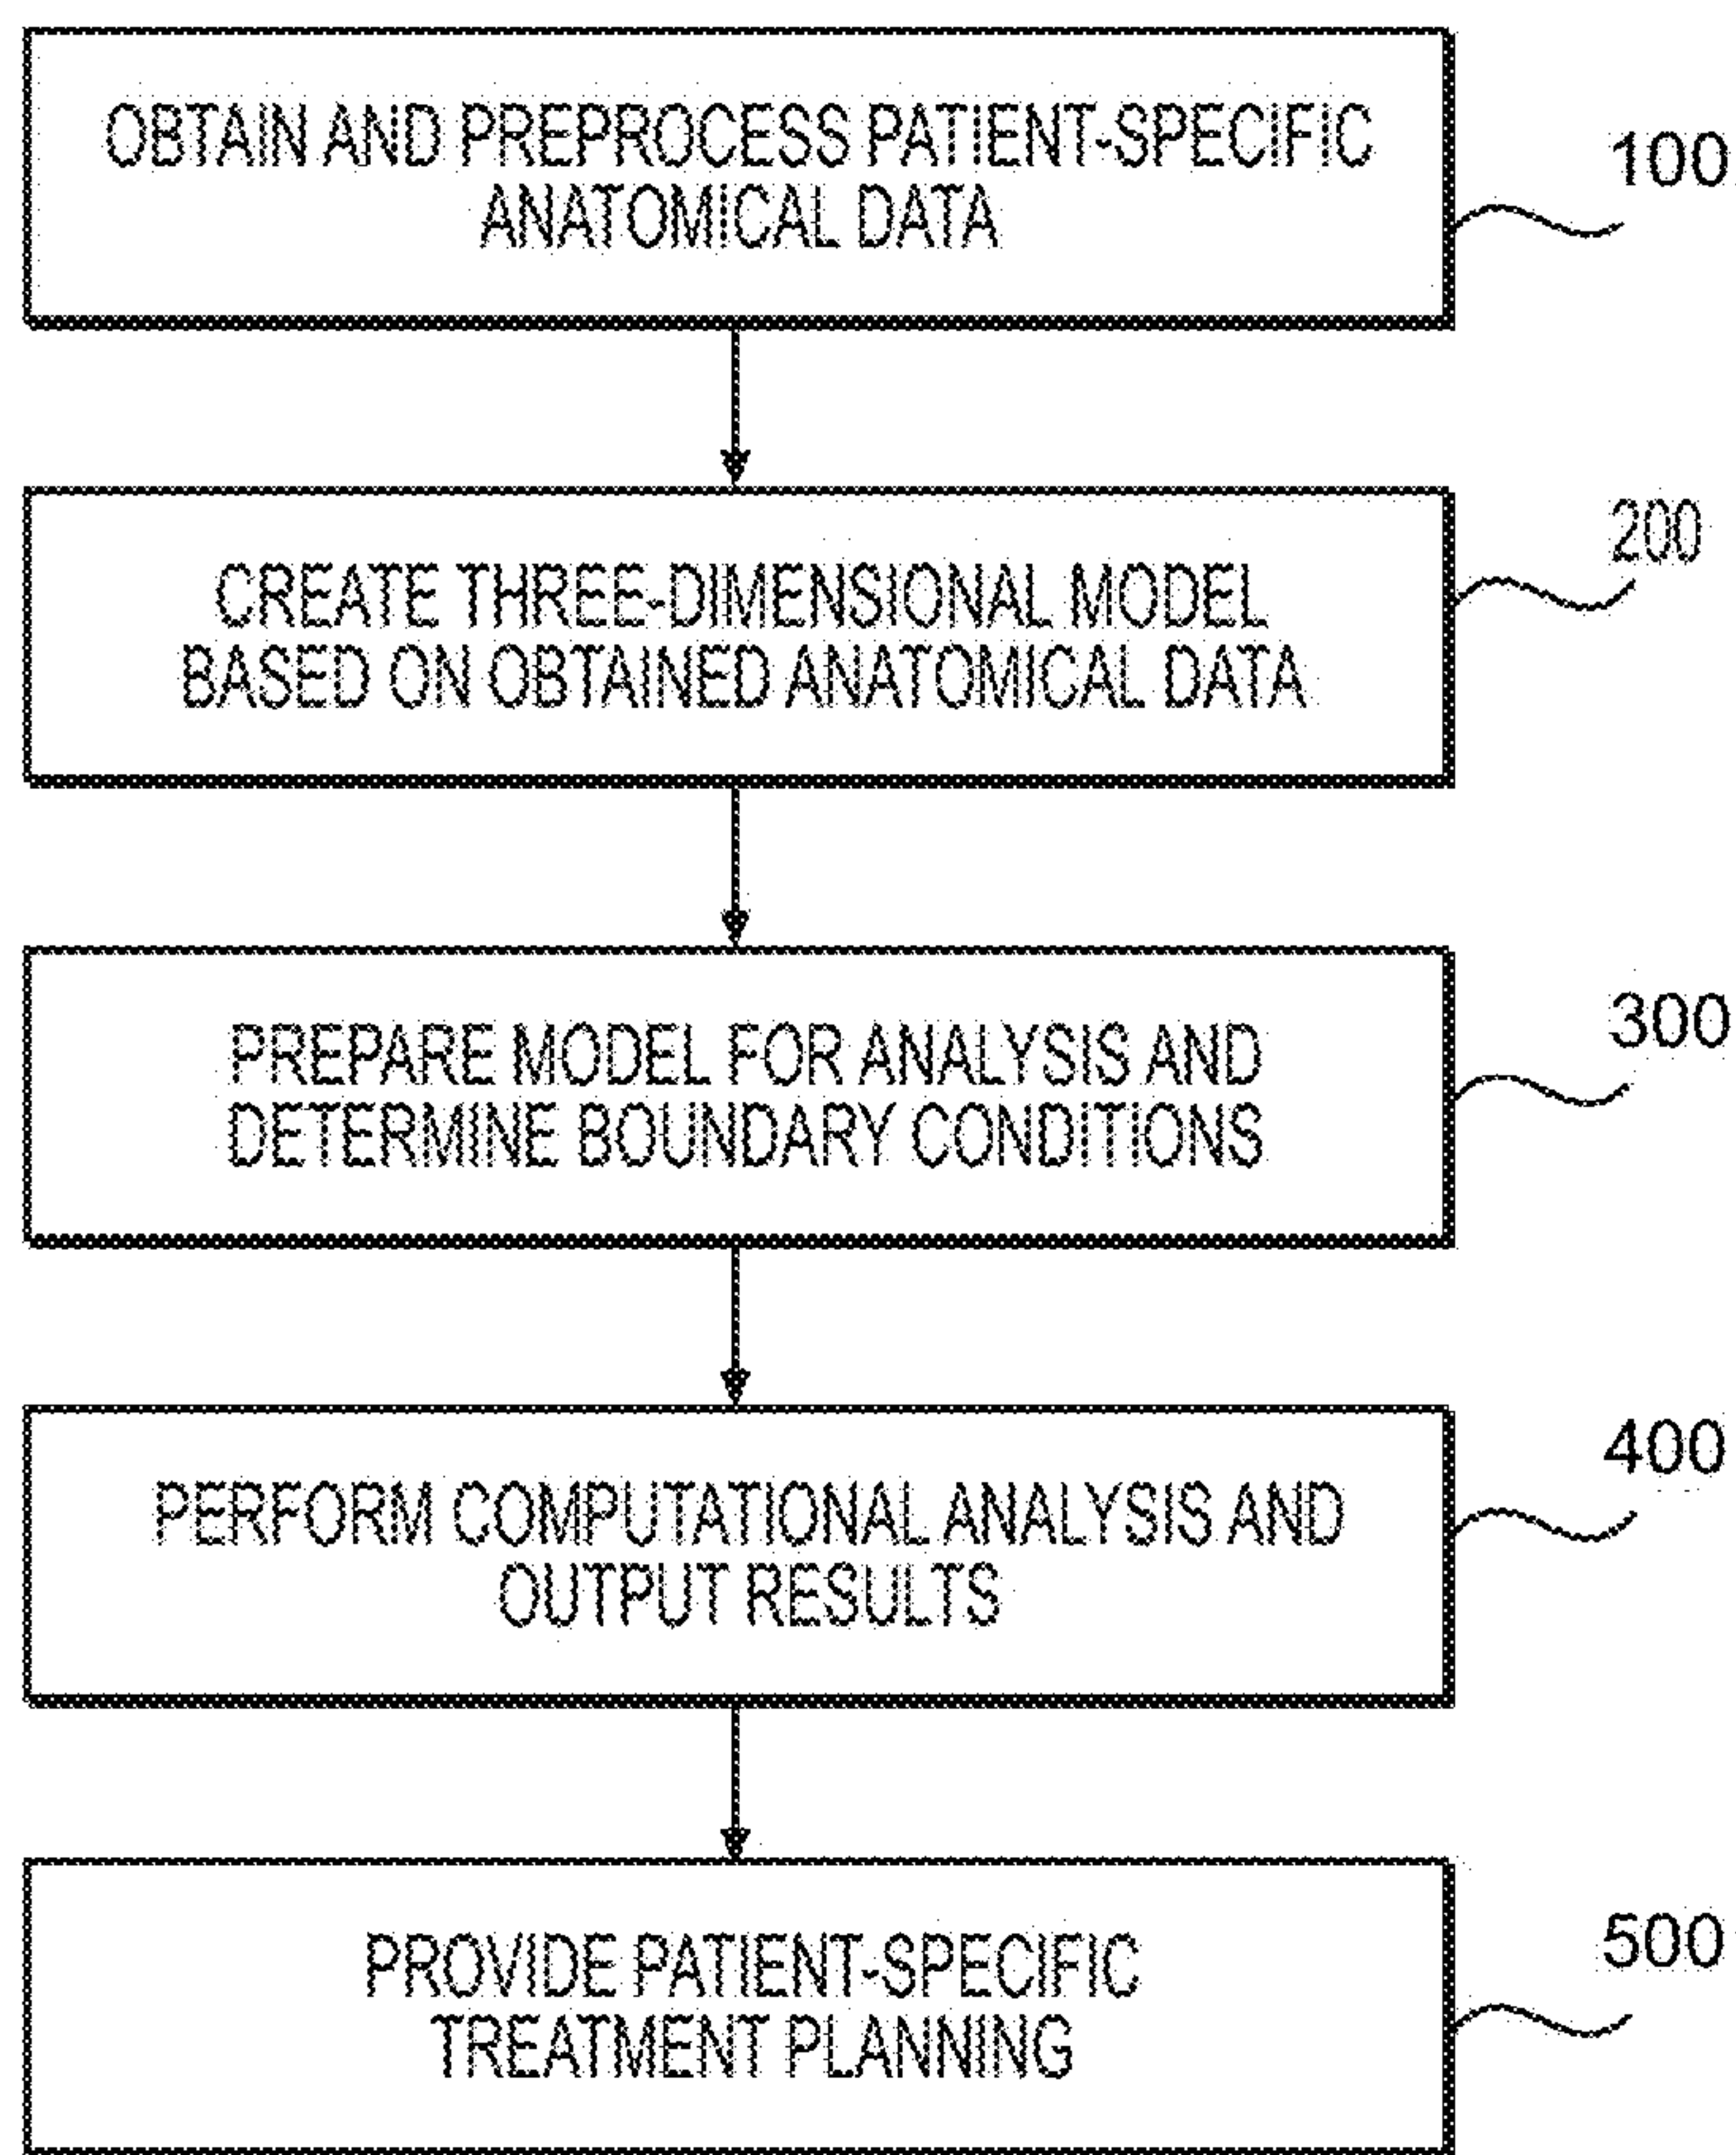 OBTAIN AND PREPROCESS PATIENT-SPECIFIC
ANATOMICAL DATA
100
200
CREATE THREE-DIMENSIONAL MODEL
BASED ON OBTAINED ANATOMICAL DATA
300
PREPARE MODEL FOR ANALYSIS AND
DETERMINE BOUNDARY CONDITIONS
400
PERFORM COMPUTATIONAL ANALYSIS AND
OUTPUT RESULTS
500
PROVIDE PATIENT-SPECIFIC
TREATMENT PLANNING